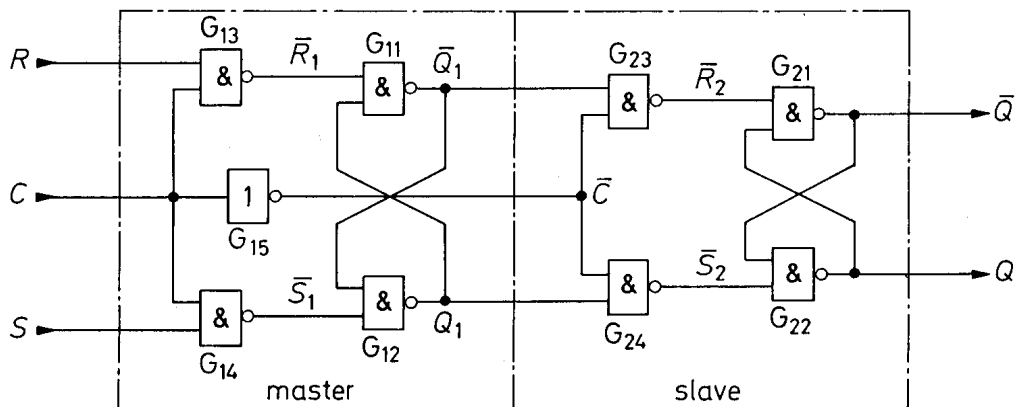 G13 G11 G23 G21
R R̄1 Q̄1 R̄2 Q̄
& & & &
C 1 C̄
G15
S̄1 S̄2 Q
& & & &
S Q1
G14 G12 G24 G22
master slave